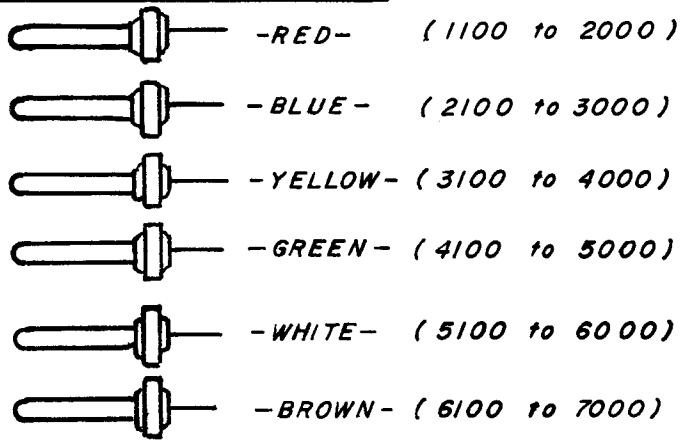 -RED- (1100 to 2000)
-BLUE- (2100 to 3000)
-YELLOW- (3100 to 4000)
-GREEN- (4100 to 5000)
-WHITE- (5100 to 6000)
-BROWN- (6100 to 7000)